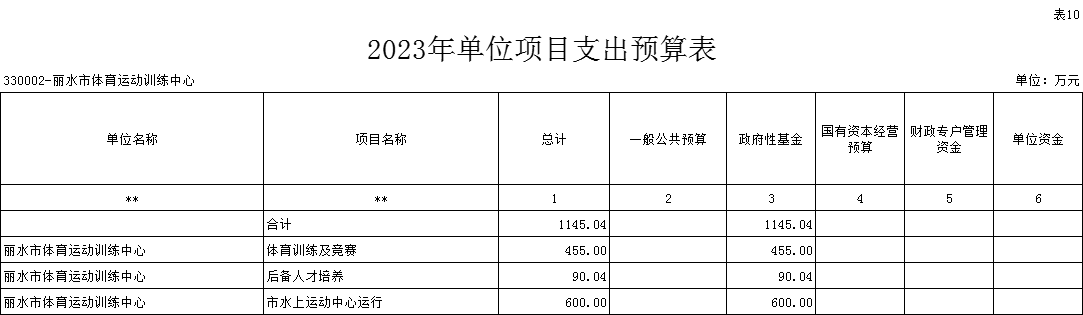 表10
2023年单位项目支出预算表
330002-丽水市体育运动训练中心 单位：万元
单位名称 项目名称 总计 一般公共预算 政府性基金 国有资本经营预算 财政专户管理资金 单位资金
** ** 1 2 3 4 5 6
合计 1145.04 1145.04
丽水市体育运动训练中心 体育训练及竞赛 455.00 455.00
丽水市体育运动训练中心 后备人才培养 90.04 90.04
丽水市体育运动训练中心 市水上运动中心运行 600.00 600.00